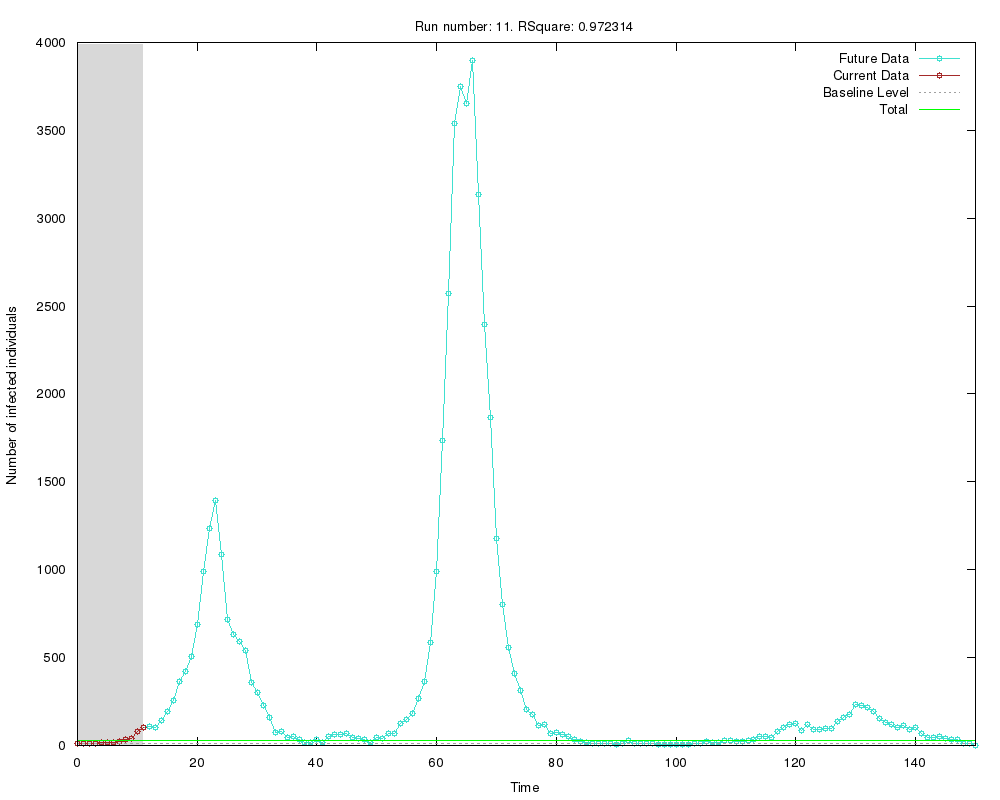 Run number: 11. RSquare: 0.972314
Future Data
Current Data
Baseline Level
Total
Number of infected individuals
4000
3500
3000
2500
2000
1500
1000
500
0
0 20 40 60 80 100 120 140
Time